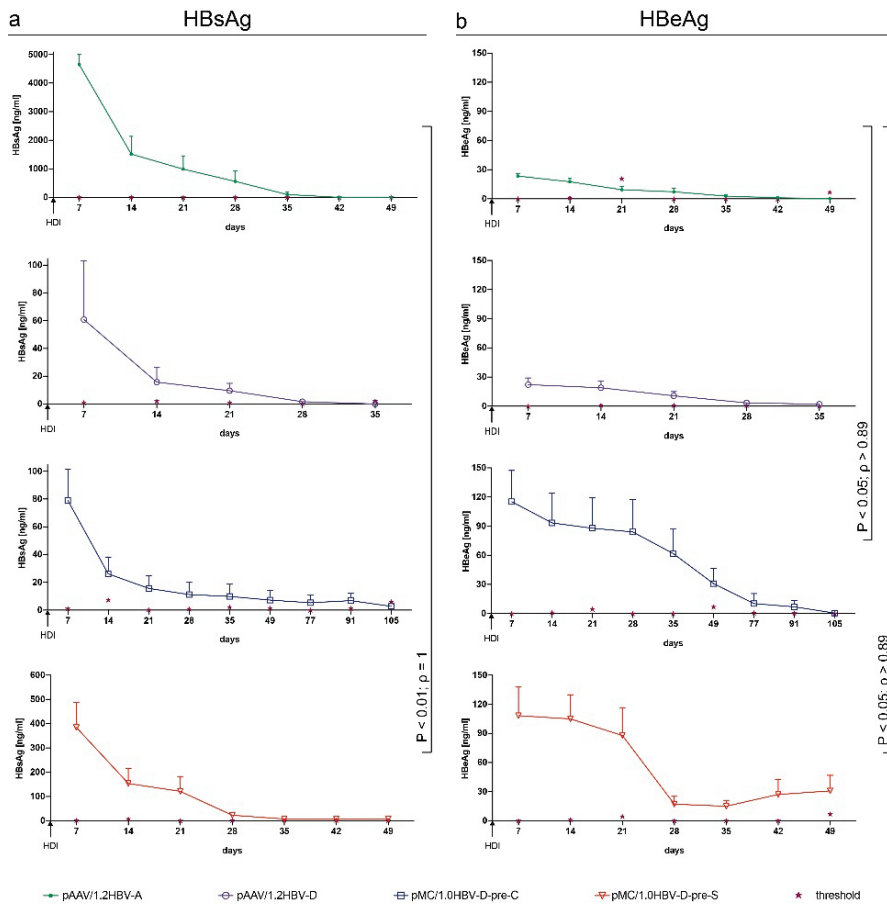 a HBsAg
5000
4000
3000
2000
1000
0
HBsAg [ng/ml]
7 14 21 28 35 42 49
HDI
days
100
80
60
40
20
0
HBsAg [ng/ml]
7 14 21 28 35
HDI
days
100
80
60
40
20
0
HBsAg [ng/ml]
7 14 21 28 35 49 77 91 105
HDI
days
600
500
400
300
200
100
0
HBsAg [ng/ml]
7 14 21 28 35 42 49
HDI
days
P < 0.01; ρ = 1
b HBeAg
150
120
90
60
30
0
HBeAg [ng/ml]
7 14 21 28 35 42 49
HDI
days
150
120
90
60
30
0
HBeAg [ng/ml]
7 14 21 28 35
HDI
days
150
120
90
60
30
0
HBeAg [ng/ml]
7 14 21 28 35 49 77 91 105
HDI
days
150
120
90
60
30
0
HBeAg [ng/ml]
7 14 21 28 35 42 49
HDI
days
P < 0.05; ρ > 0.89
P < 0.05; ρ > 0.89
pAAV/1.2HBV-A pAAV/1.2HBV-D pMC/1.0HBV-D-pre-C pMC/1.0HBV-D-pre-S threshold